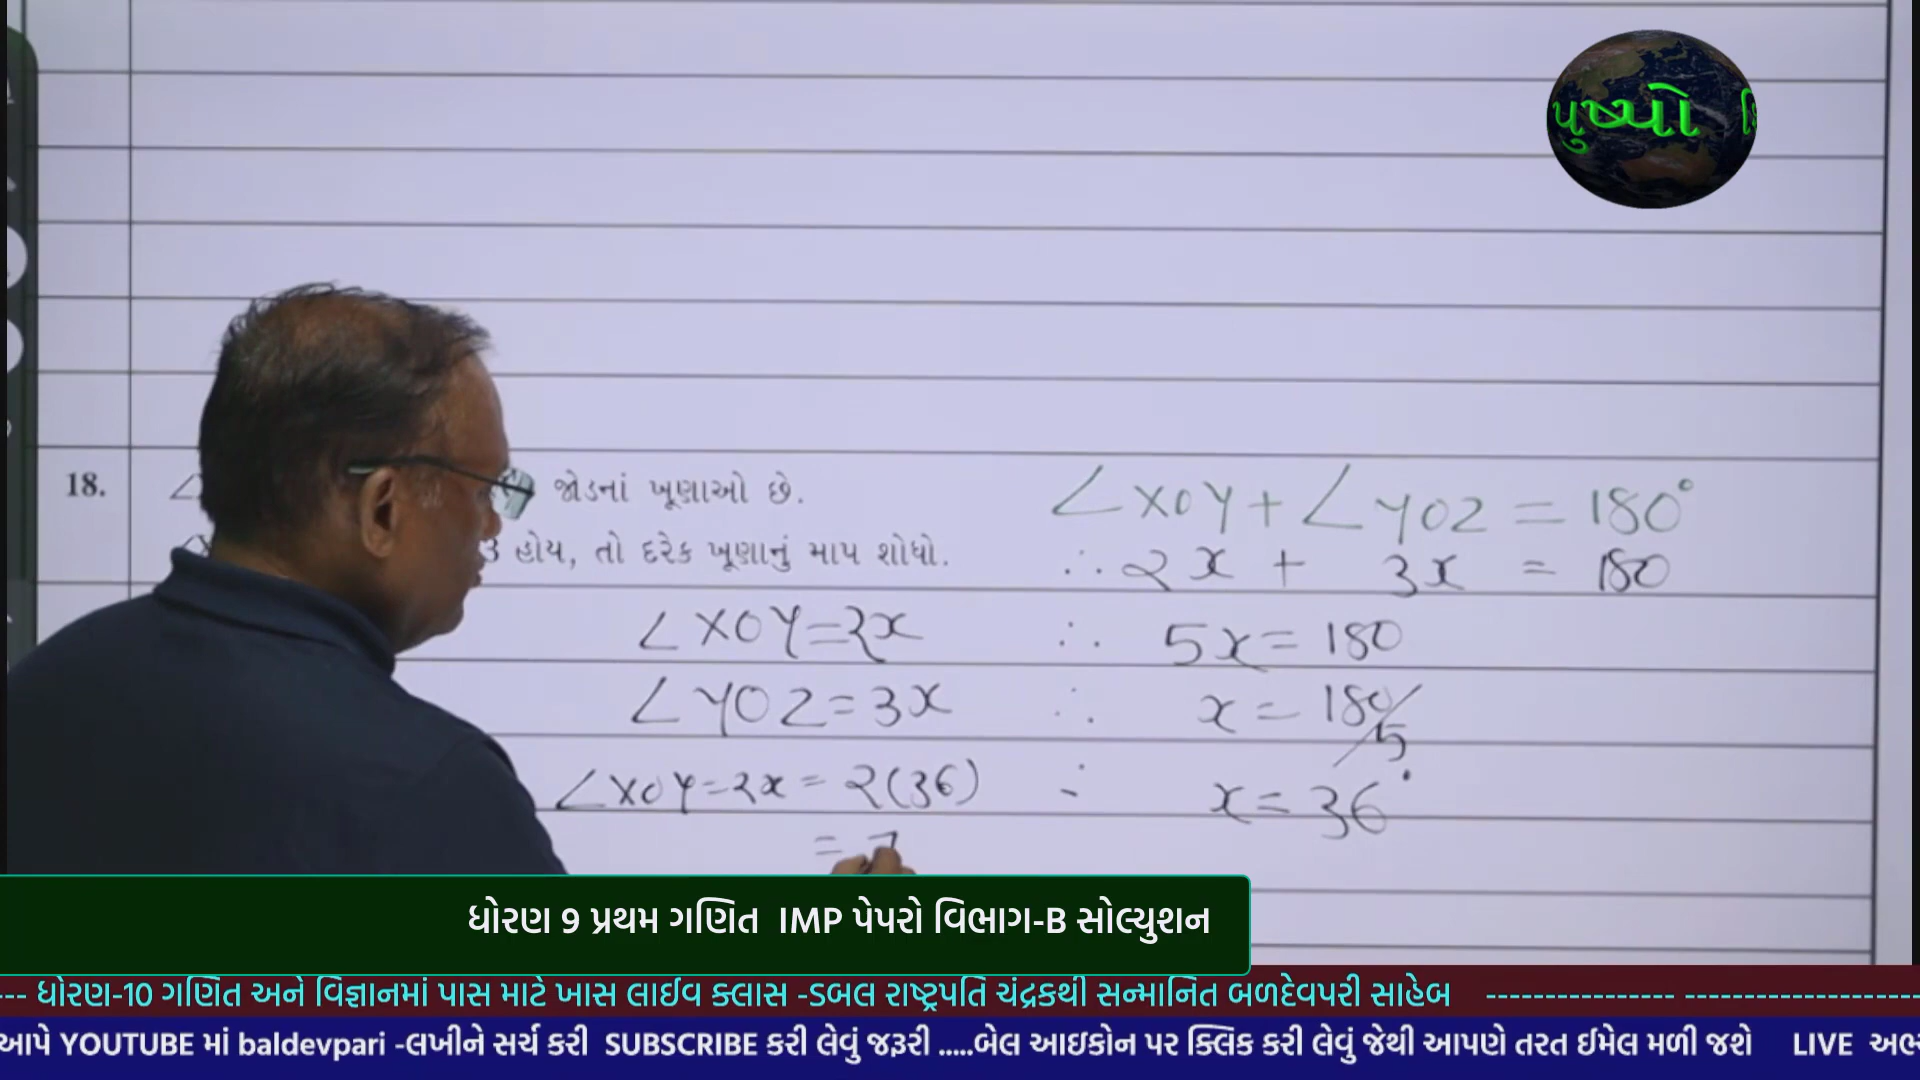 પુષ્પો
18.
જોડનાં ખૂણાઓ છે.
3 હોય, તો દરેક ખૂણાનું માપ શોધો.
∠XOY+∠YOZ = 180°
∴ 2x + 3x = 180
∠XOY=2x
∴ 5x = 180
∠YOZ=3x
∴ x = 180/5
∠XOY=2x = 2(36)
∴ x = 36°
= 7
ધોરણ 9 પ્રથમ ગણિત IMP પેપરો વિભાગ-B સોલ્યુશન
--- ધોરણ-10 ગણિત અને વિજ્ઞાનમાં પાસ માટે ખાસ લાઈવ ક્લાસ -ડબલ રાષ્ટ્રપતિ ચંદ્રકથી સન્માનિત બળદેવપરી સાહેબ ---------------- --------------------
આપે YOUTUBE માં baldevpari -લખીને સર્ચ કરી SUBSCRIBE કરી લેવું જરૂરી .....બેલ આઇકોન પર ક્લિક કરી લેવું જેથી આપણે તરત ઈમેલ મળી જશે LIVE